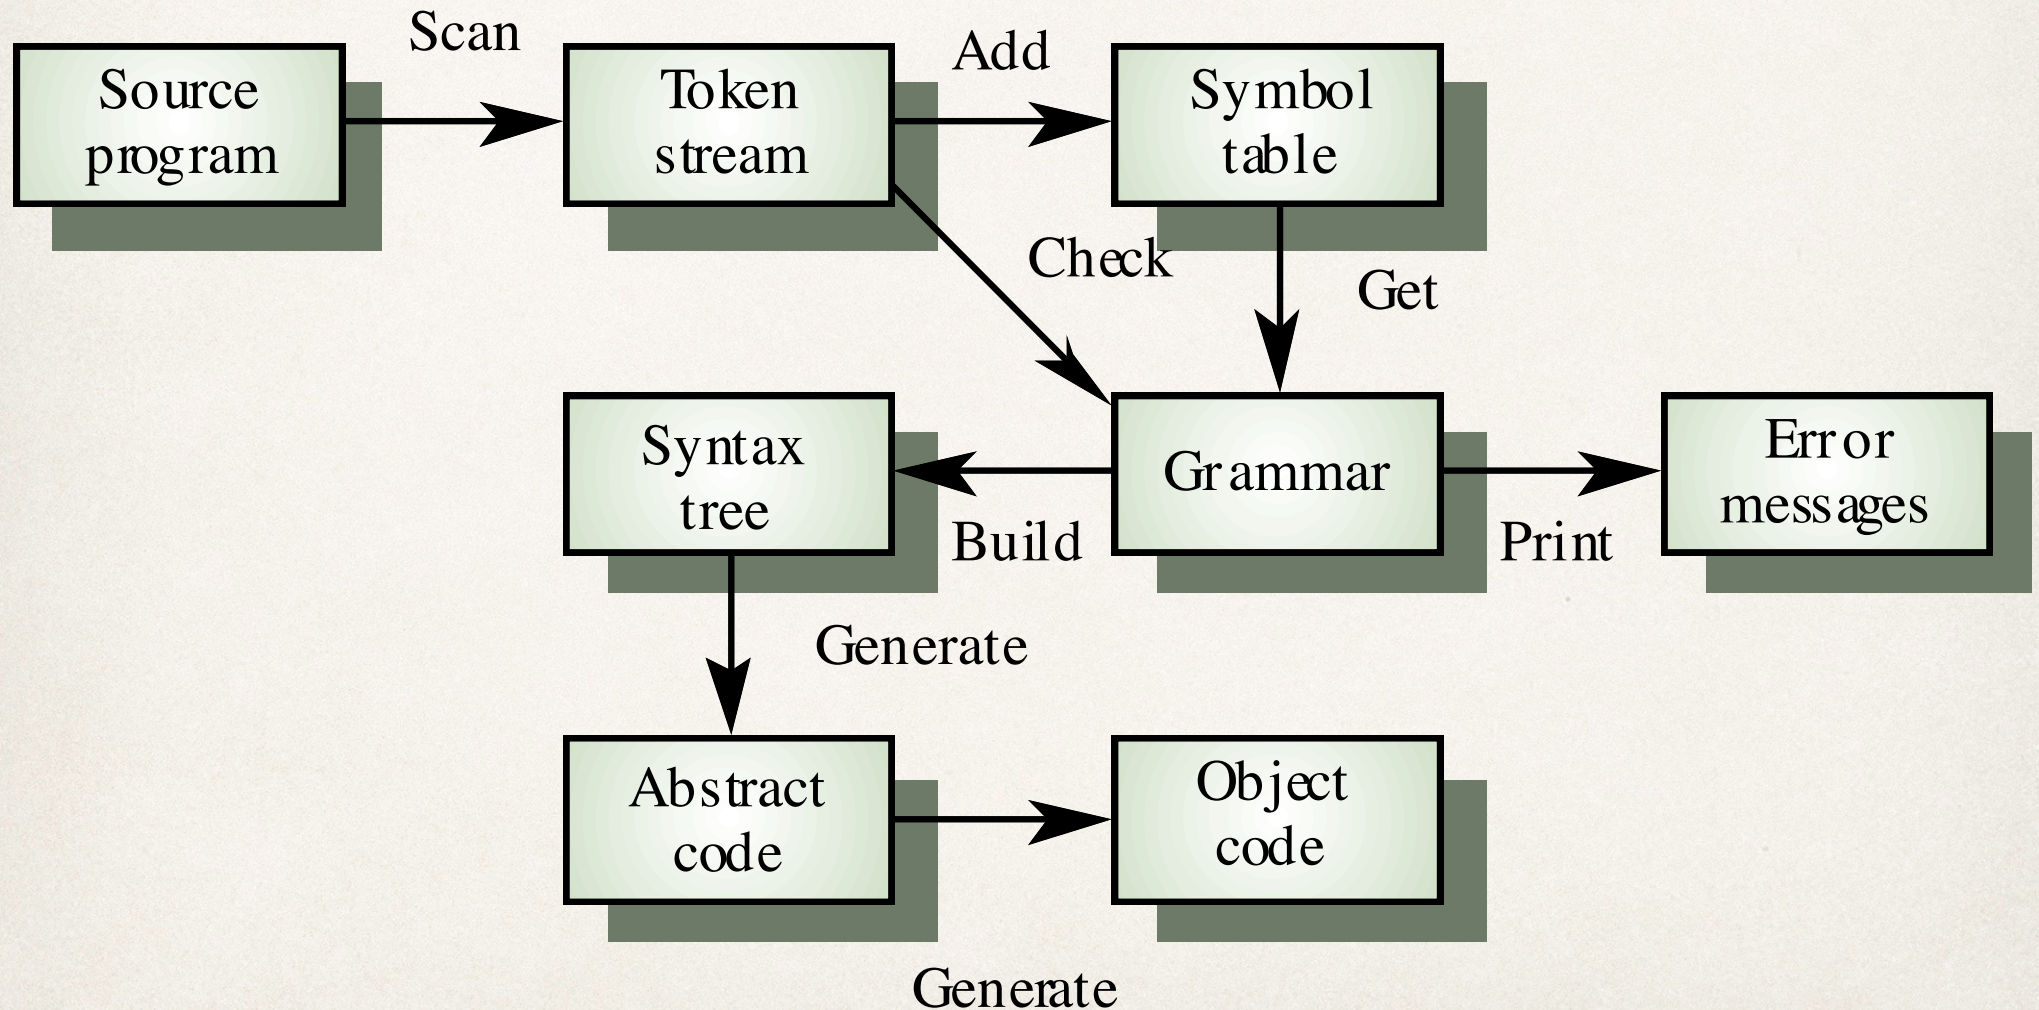 Scan
Source
program
Token
stream
Add
Symbol
table
Check
Get
Syntax
tree
Build
Grammar
Print
Error
messages
Generate
Abstract
code
Object
code
Generate